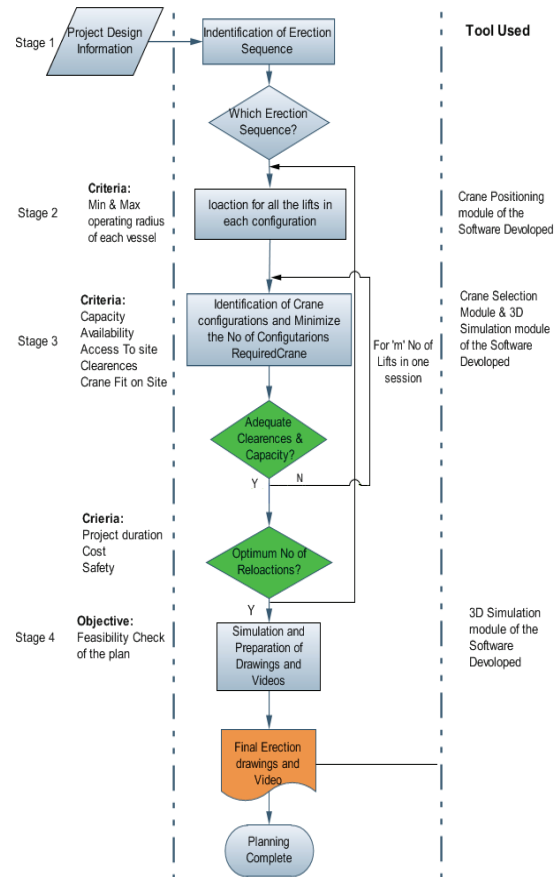 Stage 1
Project Design
Information
Indentification of Erection
Sequence
Tool Used
Which Erection
Sequence?
Stage 2
Criteria:
Min & Max
operating radius
of each vessel
loaction for all the lifts in
each configuration
Crane Positioning
module of the
Software Devoloped
Stage 3
Criteria:
Capacity
Availability
Access To site
Clearences
Crane Fit on Site
Identification of Crane
configurations and Minimize
the No of Configutarions
RequiredCrane
For 'm' No of
Lifts in one
session
Crane Selection
Module & 3D
Simulation module
of the Software
Devoloped
Adequate
Clearences &
Capacity?
Y
N
Crieria:
Project duration
Cost
Safety
Optimum No of
Reloactions?
Y
Stage 4
Objective:
Feasibility Check
of the plan
Simulation and
Preparation of
Drawings and
Videos
3D Simulation
module of the
Software
Devoloped
Final Erection
drawings and
Video
Planning
Complete